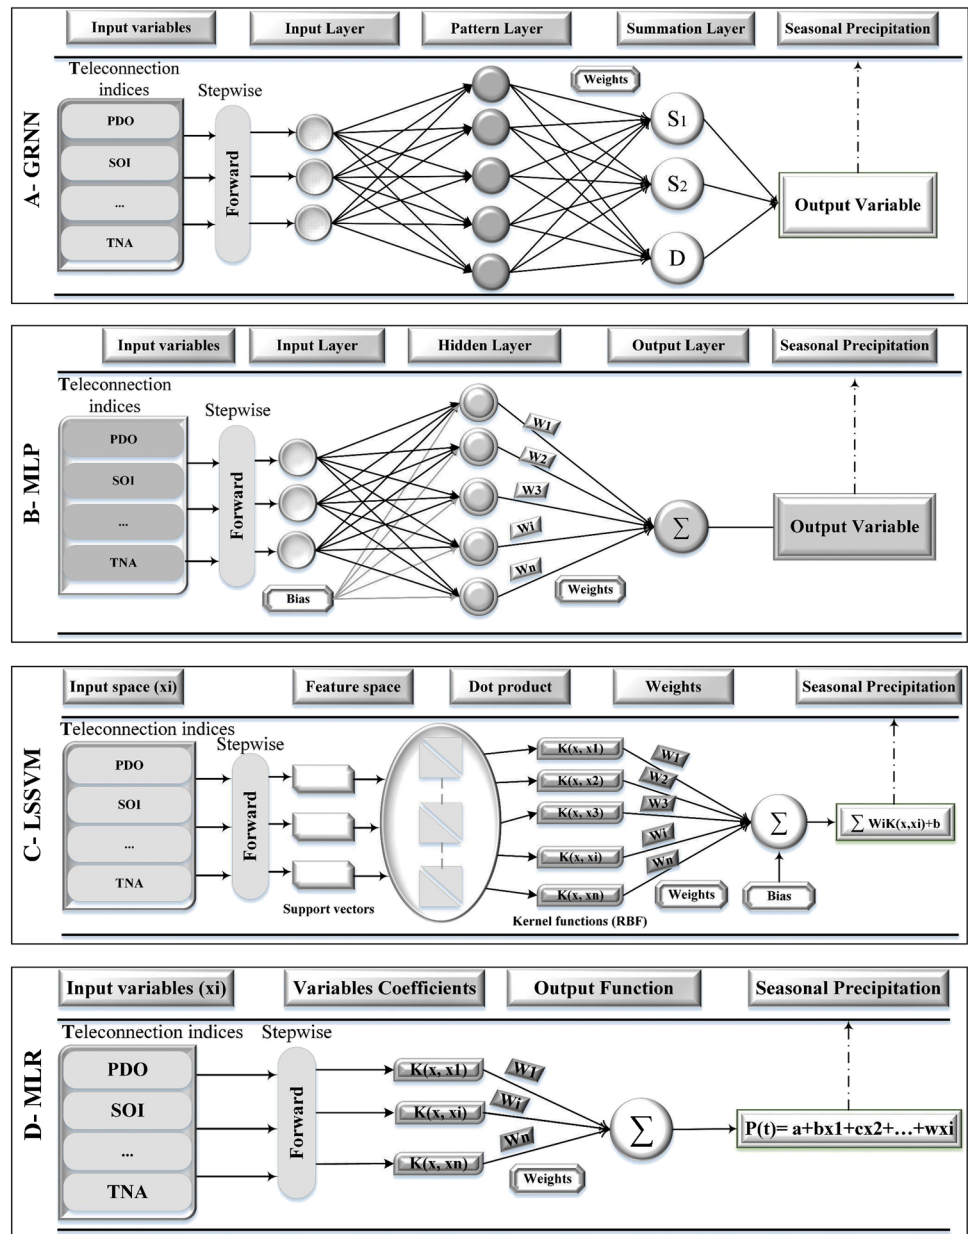 Input variables
Input Layer
Pattern Layer
Summation Layer
Seasonal Precipitation
A- GRNN
Teleconnection
indices
PDO
SOI
...
TNA
Stepwise
Forward
Weights
S1
S2
D
Output Variable
Input variables
Input Layer
Hidden Layer
Output Layer
Seasonal Precipitation
B- MLP
Teleconnection
indices
PDO
SOI
...
TNA
Stepwise
Forward
Bias
W1
W2
W3
Wi
Wn
Weights
∑
Output Variable
Input space (xi)
Feature space
Dot product
Weights
Seasonal Precipitation
C- LSSVM
Teleconnection indices
PDO
SOI
...
TNA
Stepwise
Forward
Support vectors
K(x, x1)
K(x, x2)
K(x, x3)
K(x, xi)
K(x, xn)
Kernel functions (RBF)
W1
W2
W3
Wi
Wn
Weights
∑
Bias
∑ WiK(x,xi)+b
Input variables (xi)
Variables Coefficients
Output Function
Seasonal Precipitation
D- MLR
Teleconnection indices
PDO
SOI
...
TNA
Stepwise
Forward
K(x, x1)
K(x, xi)
K(x, xn)
W1
Wi
Wn
Weights
∑
P(t)= a+bx1+cx2+…+wxi